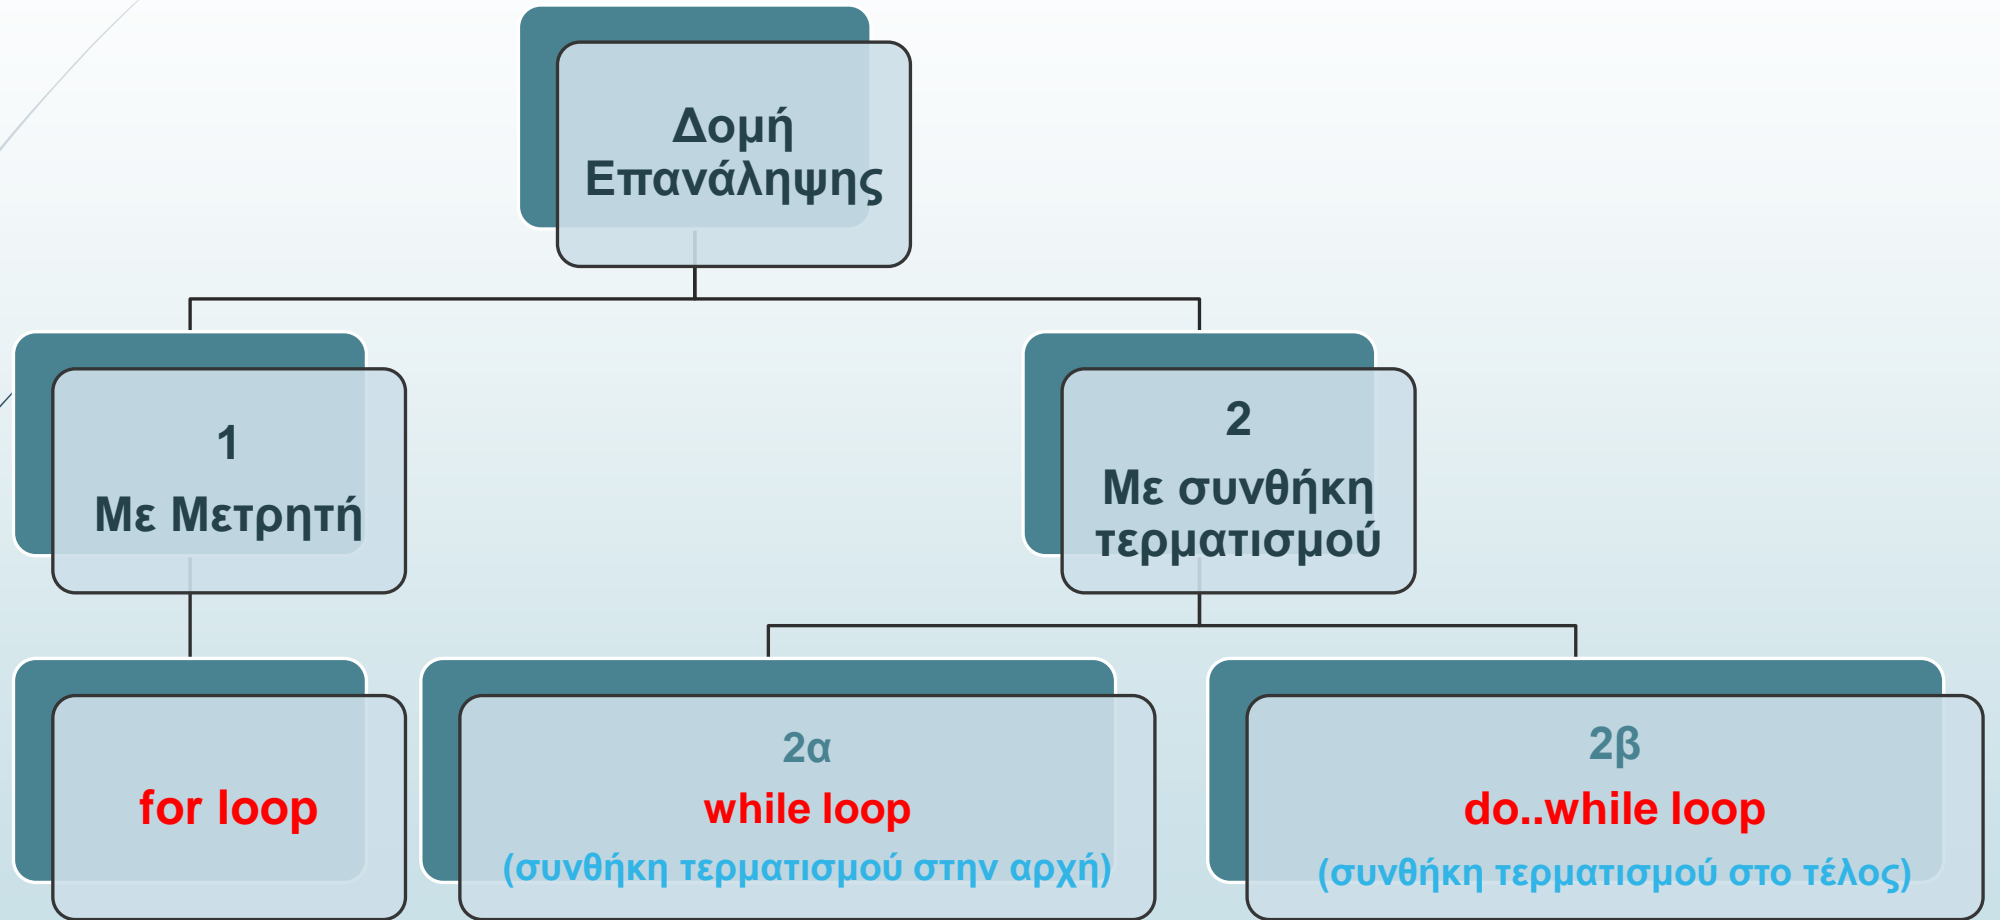 Δομή
Επανάληψης
1
Με Μετρητή
2
Με συνθήκη
τερματισμού
for loop
2α
while loop
(συνθήκη τερματισμού στην αρχή)
2β
do..while loop
(συνθήκη τερματισμού στο τέλος)